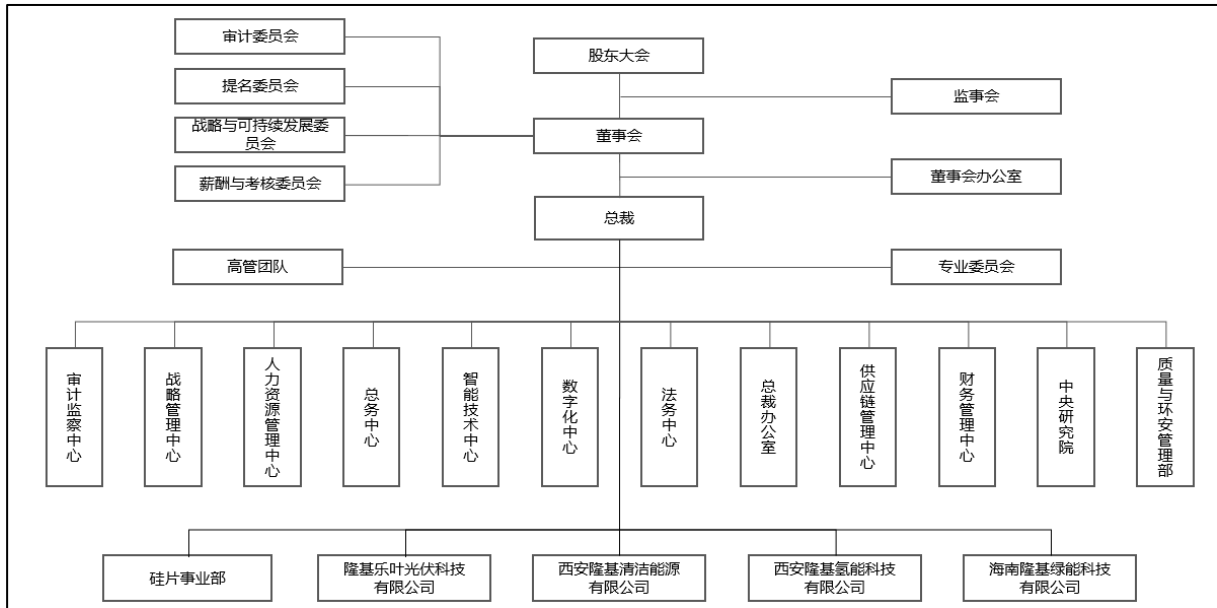 审计委员会
股东大会
提名委员会
监事会
战略与可持续发展委
员会
董事会
薪酬与考核委员会
董事会办公室
总裁
高管团队
专业委员会
审计监察中心
战略管理中心
人力资源管理中心
总务中心
智能技术中心
数字化中心
法务中心
总裁办公室
供应链管理中心
财务管理中心
中央研究院
质量与环安管理部
硅片事业部
隆基乐叶光伏科技
有限公司
西安隆基清洁能源
有限公司
西安隆基氢能科技
有限公司
海南隆基绿能科技
有限公司